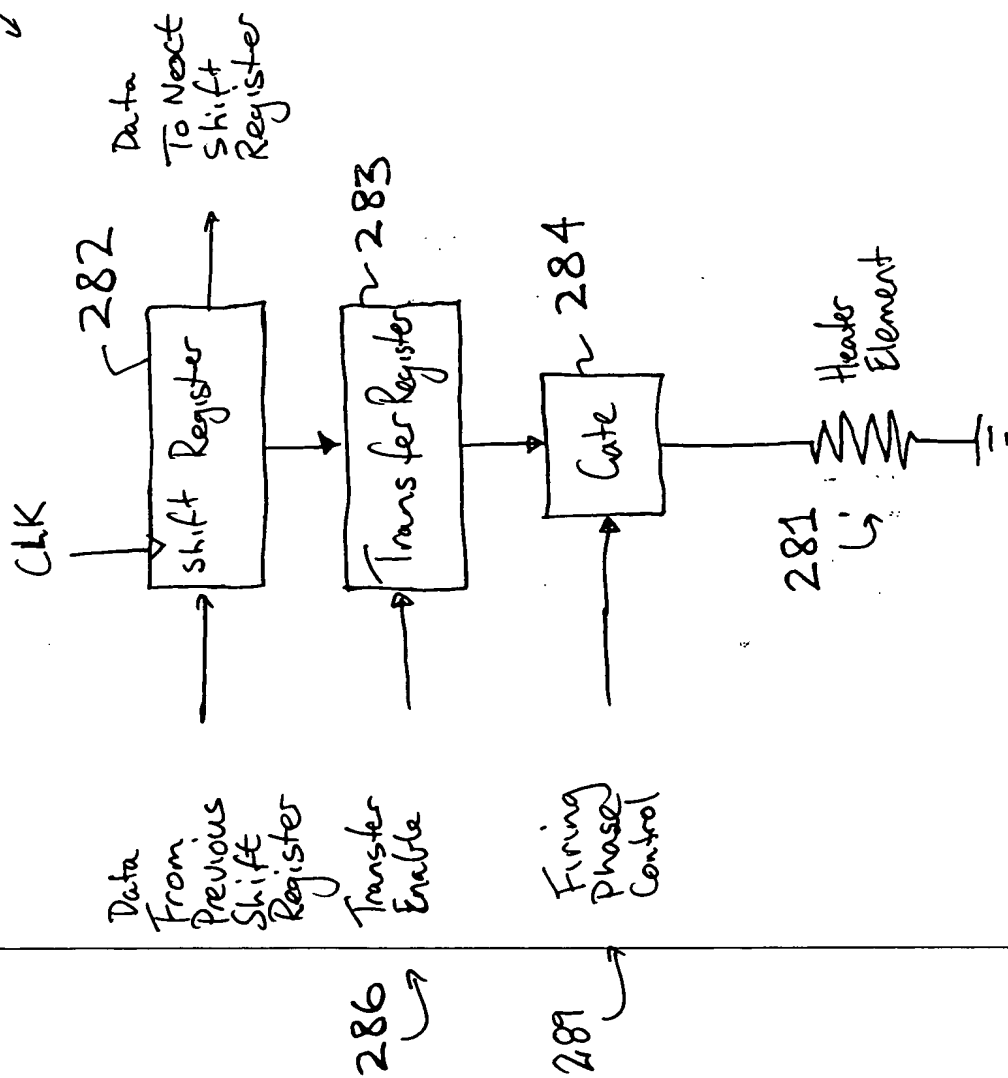 CLK
282
Data
From
Previous
Shift
Register
Shift Register
Data
To Next
Shift
Register
286
Transfer
Enable
Transfer Register
283
289
Firing
Phase
Control
Gate
284
281
Heater
Element